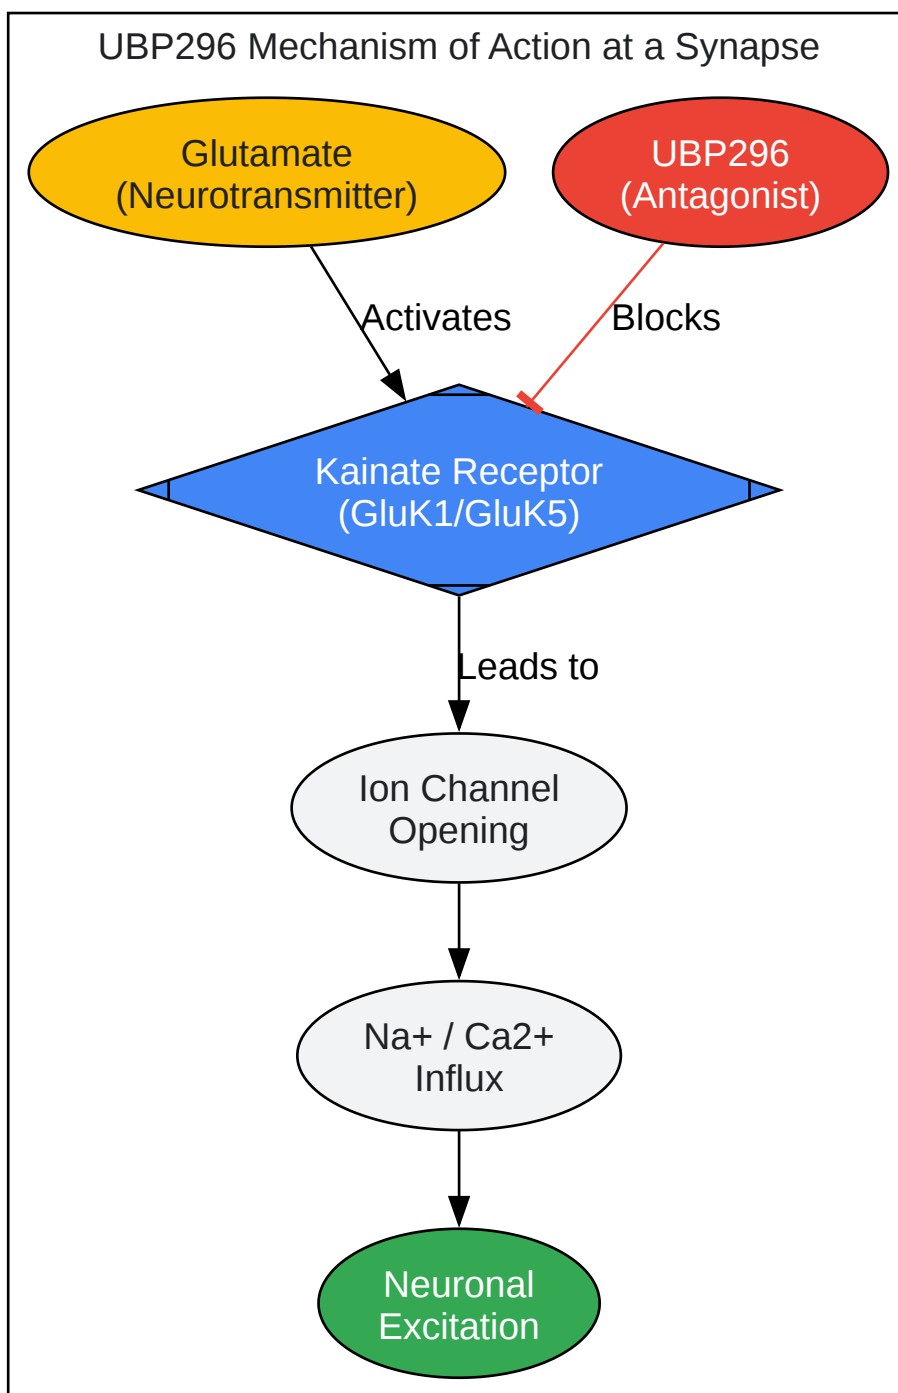 UBP296 Mechanism of Action at a Synapse
Glutamate
(Neurotransmitter)
UBP296
(Antagonist)
Activates
Blocks
Kainate Receptor
(GluK1/GluK5)
Leads to
Ion Channel
Opening
Na+ / Ca2+
Influx
Neuronal
Excitation